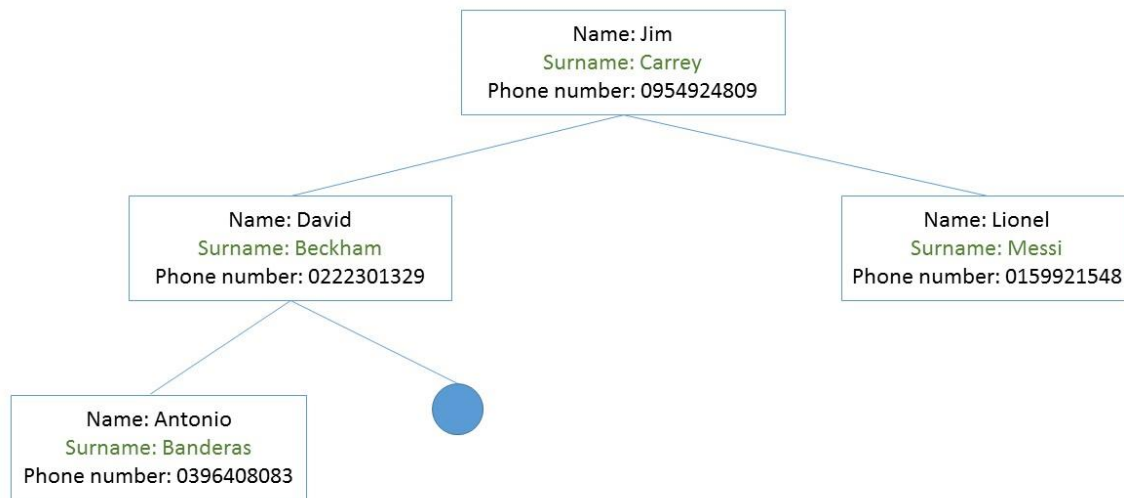 Name: Jim
Surname: Carrey
Phone number: 0954924809
Name: David
Surname: Beckham
Phone number: 0222301329
Name: Lionel
Surname: Messi
Phone number: 0159921548
Name: Antonio
Surname: Banderas
Phone number: 0396408083